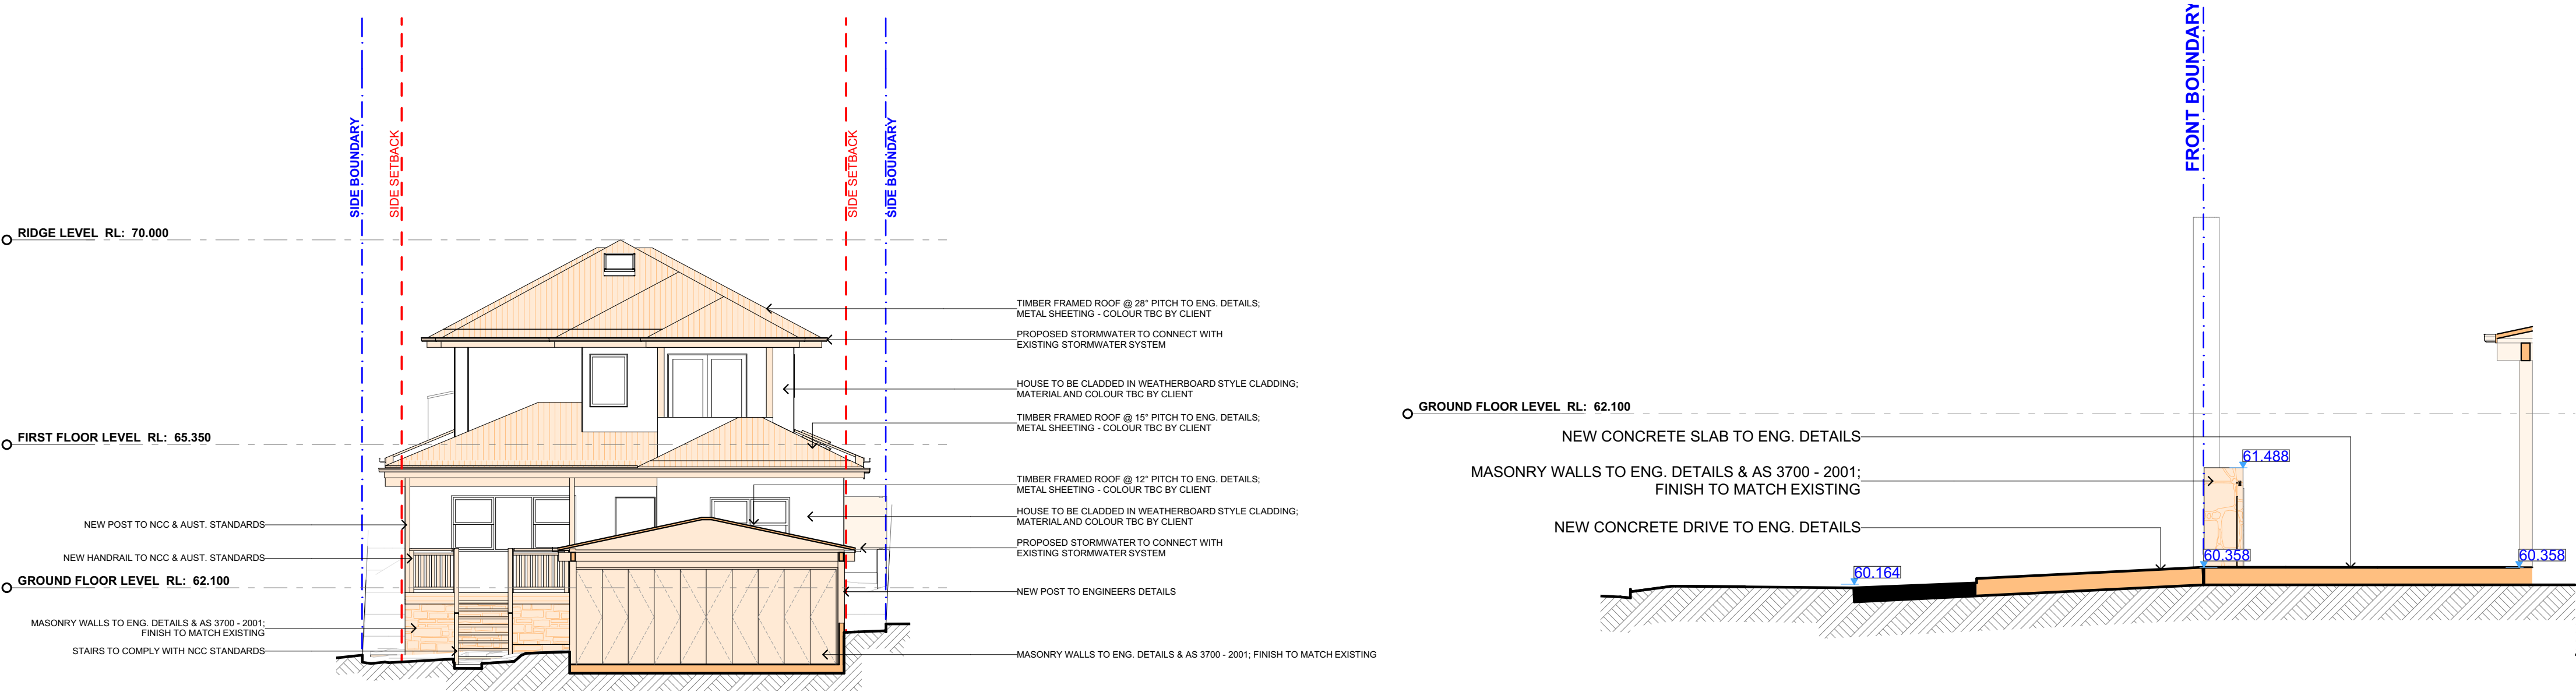 SIDE BOUNDARY
SIDE SETBACK
SIDE SETBACK
SIDE BOUNDARY
RIDGE LEVEL RL: 70.000
FIRST FLOOR LEVEL RL: 65.350
NEW POST TO NCC & AUST. STANDARDS
NEW HANDRAIL TO NCC & AUST. STANDARDS
GROUND FLOOR LEVEL RL: 62.100
MASONRY WALLS TO ENG. DETAILS & AS 3700 - 2001;
FINISH TO MATCH EXISTING
STAIRS TO COMPLY WITH NCC STANDARDS
TIMBER FRAMED ROOF @ 28° PITCH TO ENG. DETAILS;
METAL SHEETING - COLOUR TBC BY CLIENT
PROPOSED STORMWATER TO CONNECT WITH
EXISTING STORMWATER SYSTEM
HOUSE TO BE CLADDED IN WEATHERBOARD STYLE CLADDING;
MATERIAL AND COLOUR TBC BY CLIENT
TIMBER FRAMED ROOF @ 15° PITCH TO ENG. DETAILS;
METAL SHEETING - COLOUR TBC BY CLIENT
TIMBER FRAMED ROOF @ 12° PITCH TO ENG. DETAILS;
METAL SHEETING - COLOUR TBC BY CLIENT
HOUSE TO BE CLADDED IN WEATHERBOARD STYLE CLADDING;
MATERIAL AND COLOUR TBC BY CLIENT
PROPOSED STORMWATER TO CONNECT WITH
EXISTING STORMWATER SYSTEM
NEW POST TO ENGINEERS DETAILS
MASONRY WALLS TO ENG. DETAILS & AS 3700 - 2001; FINISH TO MATCH EXISTING
FRONT BOUNDARY
GROUND FLOOR LEVEL RL: 62.100
NEW CONCRETE SLAB TO ENG. DETAILS
MASONRY WALLS TO ENG. DETAILS & AS 3700 - 2001;
FINISH TO MATCH EXISTING
NEW CONCRETE DRIVE TO ENG. DETAILS
61.488
60.358
60.358
60.164